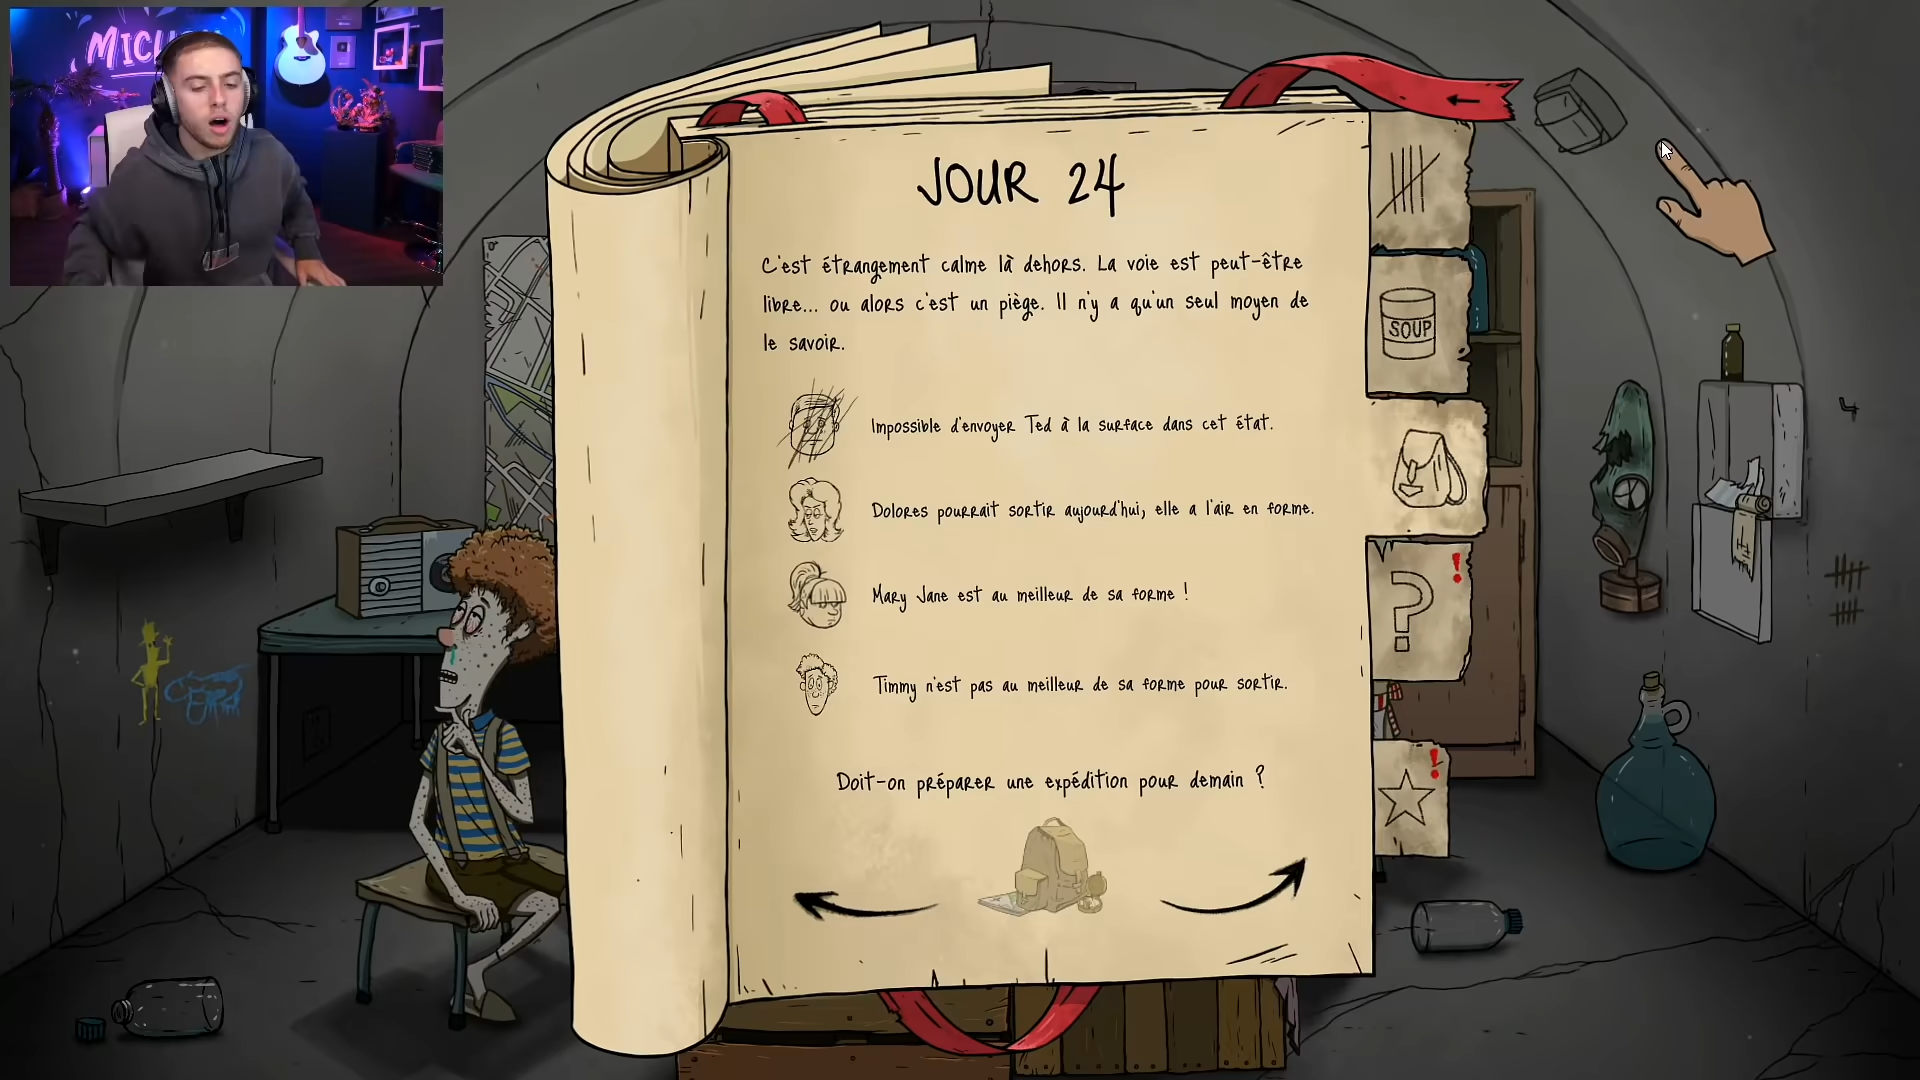 JOUR 24
C'est étrangement calme là dehors. La voie est peut-être
libre... ou alors c'est un piège. Il n'y a qu'un seul moyen de
le savoir.
Impossible d'envoyer Ted à la surface dans cet état.
Dolores pourrait sortir aujourd'hui, elle a l'air en forme.
Mary Jane est au meilleur de sa forme !
Timmy n'est pas au meilleur de sa forme pour sortir.
Doit-on préparer une expédition pour demain ?
SOUP
?
!
!